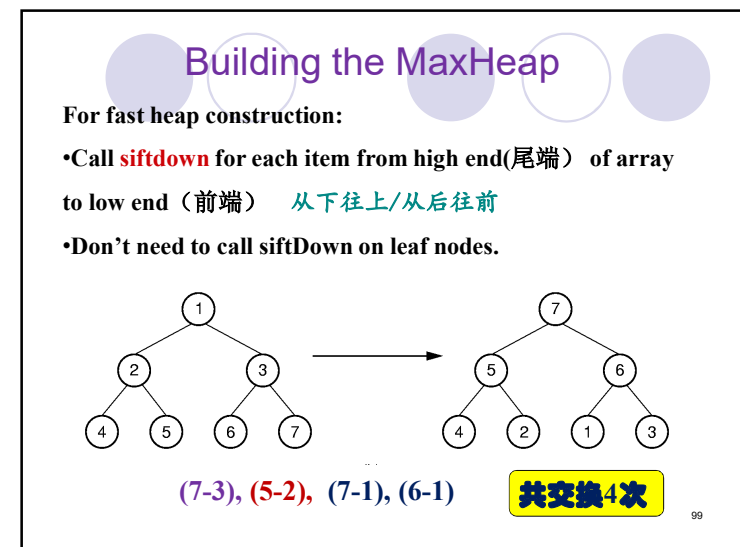 Building the MaxHeap
For fast heap construction:
•Call siftdown for each item from high end(尾端） of array
to low end（前端） 从下往上/从后往前
•Don’t need to call siftDown on leaf nodes.
1 7
2 3 5 6
4 5 6 7 4 2 1 3
(7-3), (5-2), (7-1), (6-1) 共交换4次
99